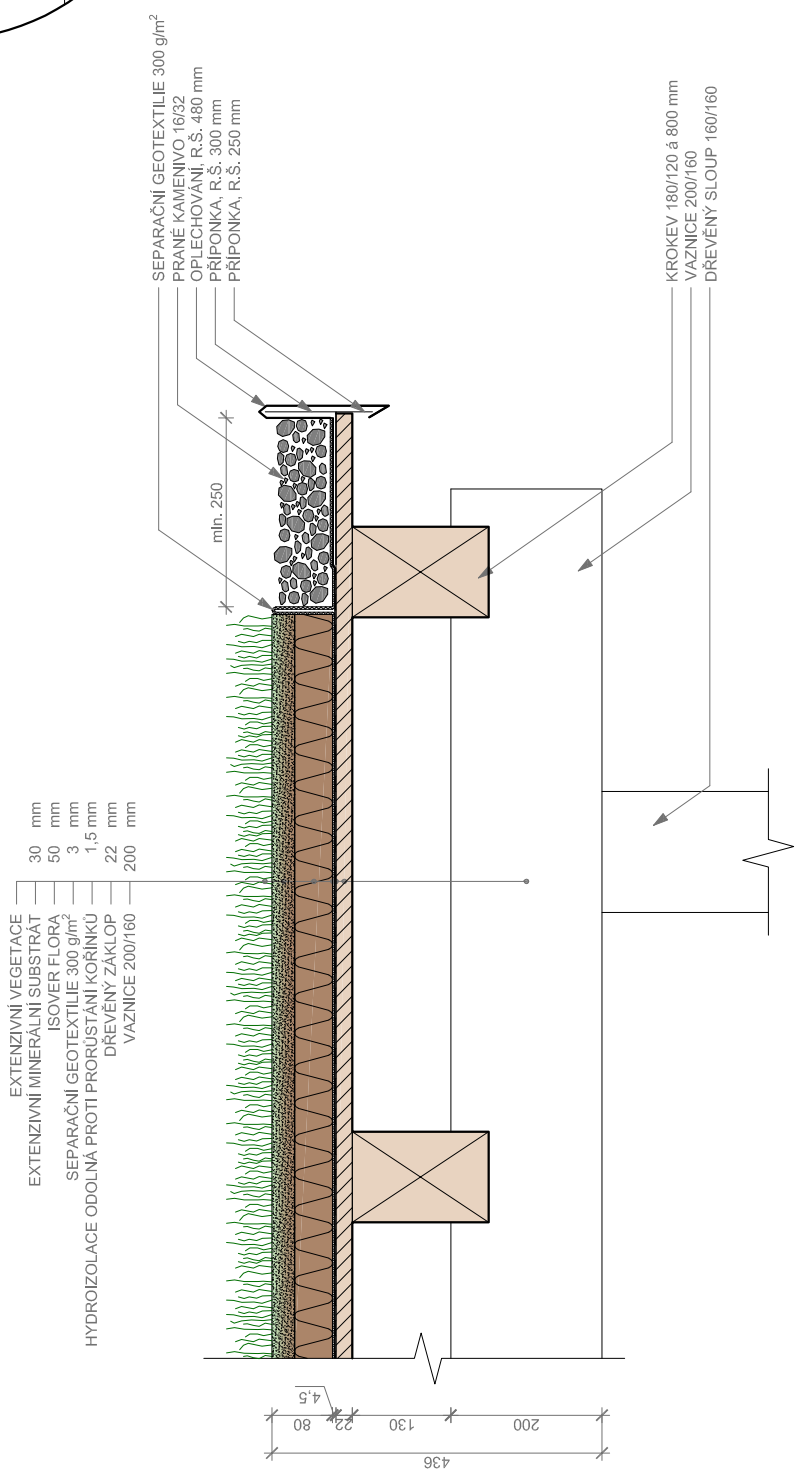 EXTENZIVNÍ VEGETACE
EXTENZIVNÍ MINERÁLNÍ SUBSTRÁT 30 mm
ISOVER FLORA 50 mm
SEPARAČNÍ GEOTEXTILIE 300 g/m² 3 mm
HYDROIZOLACE ODOLNÁ PROTI PRORŮSTÁNÍ KOŘÍNKŮ 1,5 mm
DŘEVĚNÝ ZÁKLOP 22 mm
VAZNICE 200/160 200 mm
SEPARAČNÍ GEOTEXTILIE 300 g/m²
PRANÉ KAMENIVO 16/32
OPLECHOVÁNÍ, R.Š. 480 mm
PŘÍPONKA, R.Š. 300 mm
PŘÍPONKA, R.Š. 250 mm
min. 250
KROKEV 180/120 á 800 mm
VAZNICE 200/160
DŘEVĚNÝ SLOUP 160/160
4,5
80
22
130
200
436